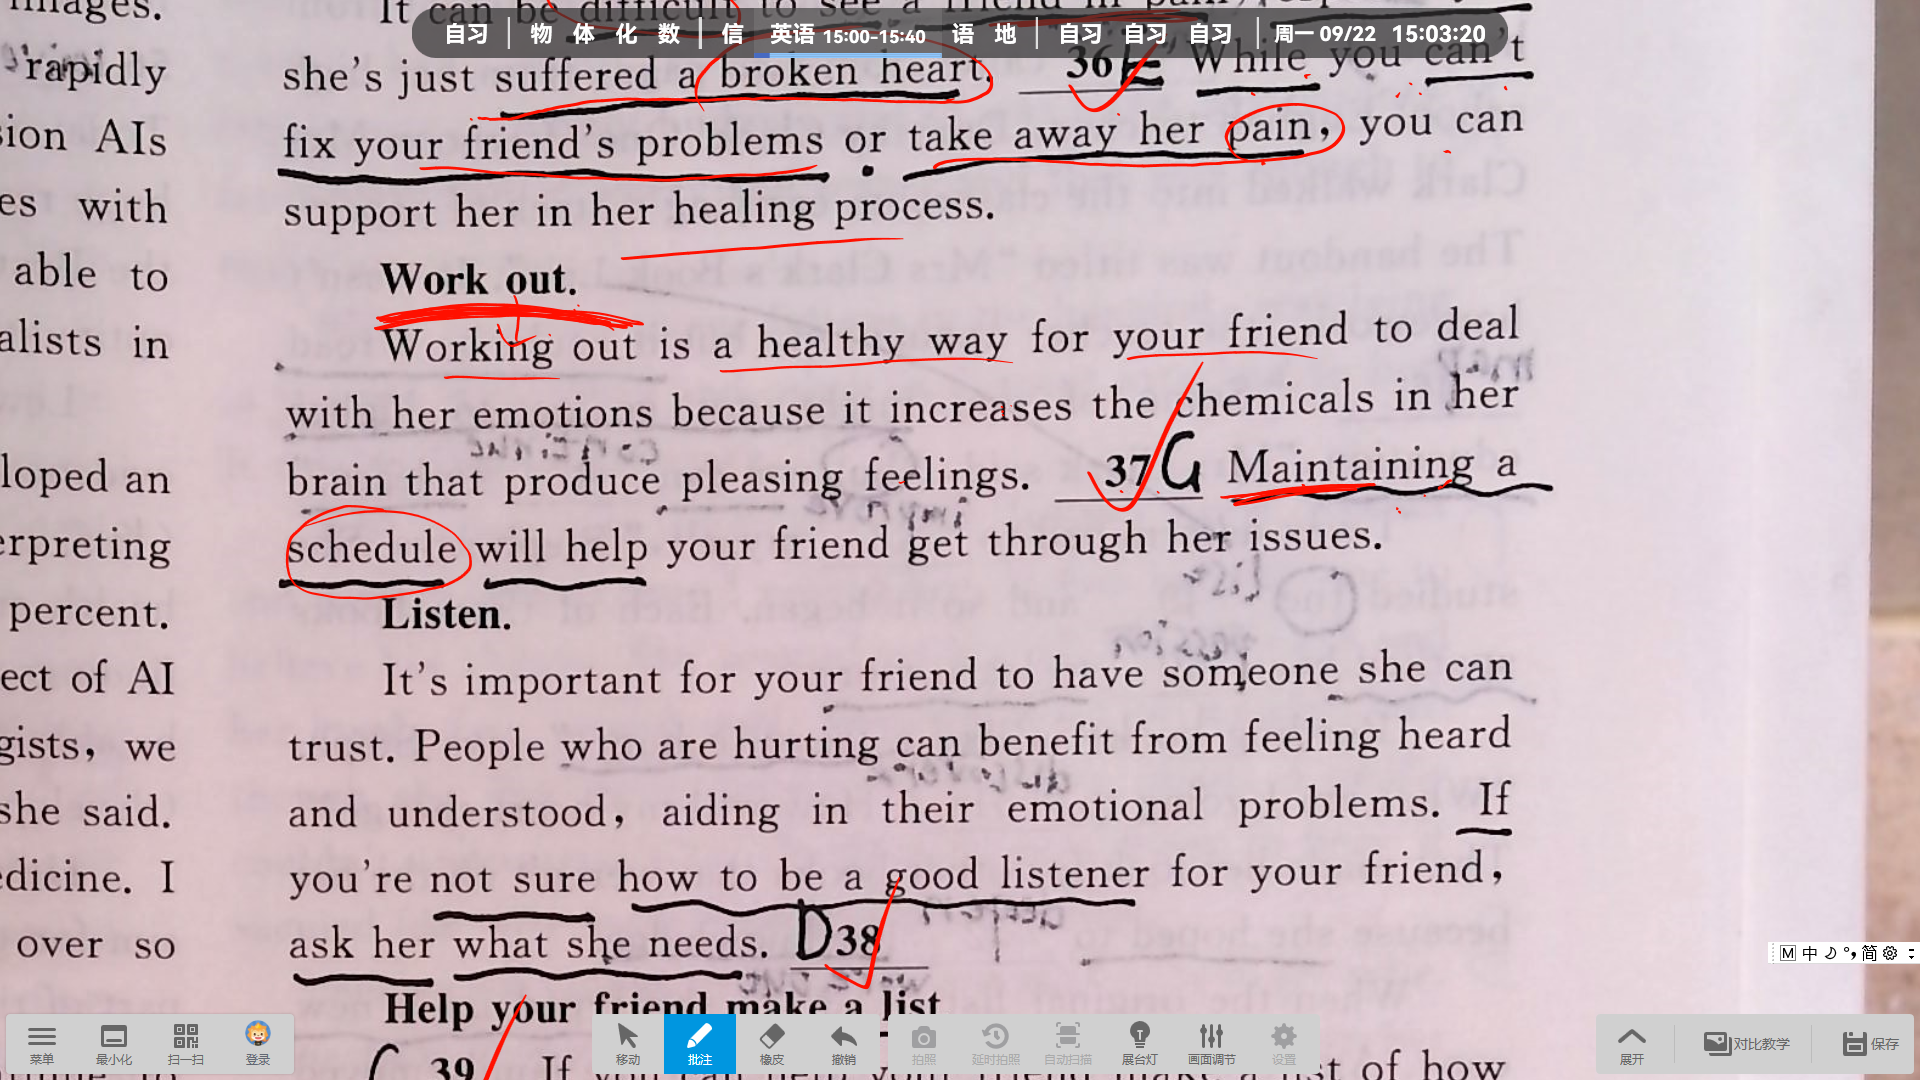 自习 物 体 化 数 信 英语 15:00-15:40 语 地 自习 自习 自习 周一 09/22 15:03:20
images.
rapidly
sion AIs
es with
able to
alists in
loped an
erpreting
percent.
ect of AI
gists, we
she said.
edicine. I
over so
It can be difficult to see a friend in pain,
she's just suffered a broken heart. 36 E While you can't
fix your friend's problems or take away her pain, you can
support her in her healing process.
Work out.
Working out is a healthy way for your friend to deal
with her emotions because it increases the chemicals in her
brain that produce pleasing feelings. 37 G Maintaining a
schedule will help your friend get through her issues.
Listen.
It's important for your friend to have someone she can
trust. People who are hurting can benefit from feeling heard
and understood, aiding in their emotional problems. If
you're not sure how to be a good listener for your friend,
ask her what she needs. D 38
Help your friend make a list
C 39 If you can help your friend make a list of how
菜单 最小化 扫一扫 登录 移动 批注 橡皮 撤销 拍照 延时拍照 自动扫描 展台灯 画面调节 设置 展开 对比教学 保存
M 中 简